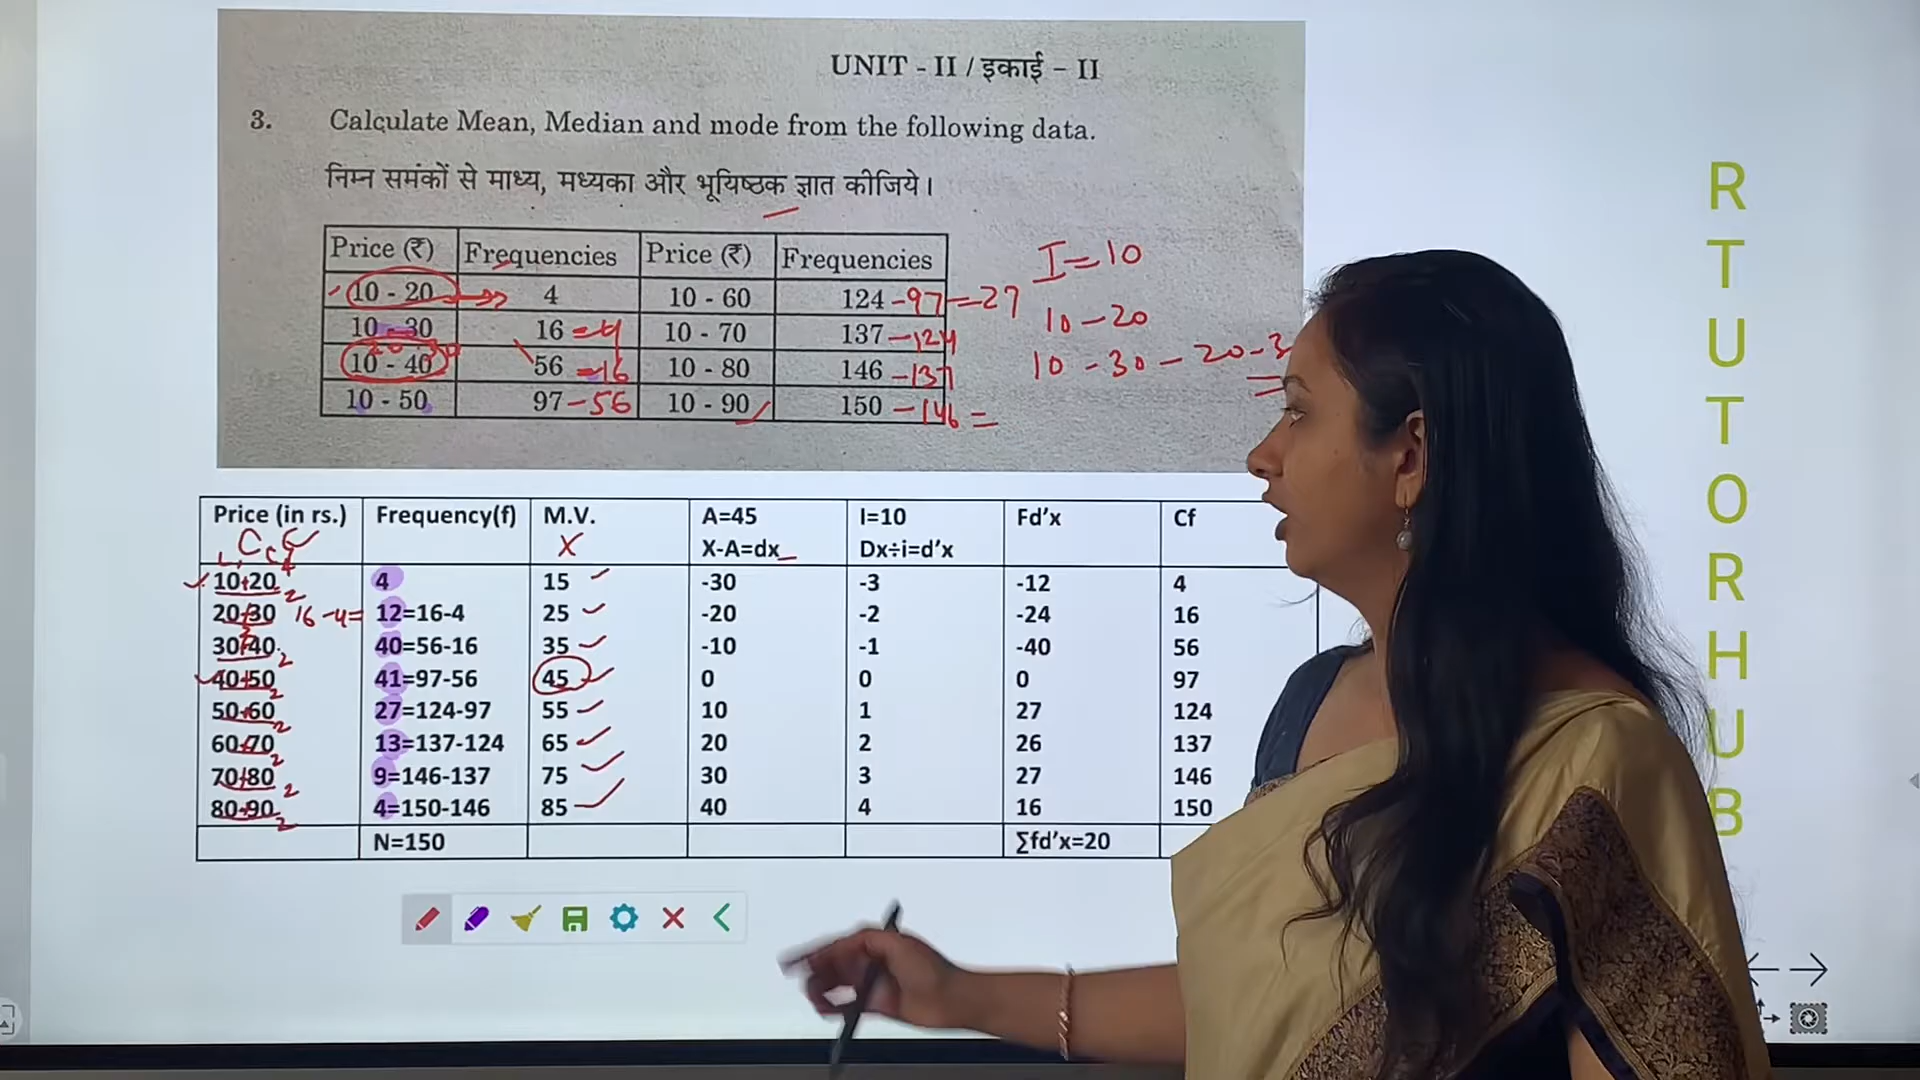 UNIT - II / इकाई – II
3. Calculate Mean, Median and mode from the following data.
निम्न समंकों से माध्य, मध्यका और भूयिष्ठक ज्ञात कीजिये।
Price (₹) Frequencies Price (₹) Frequencies
10 - 20 4 10 - 60 124 -97=27
10 - 30 16 =4 10 - 70 137 -124
10 - 40 56 =16 10 - 80 146 -137
10 - 50 97 -56 10 - 90 150 -146 =
I=10
10-20
10-30-20-3
Price (in rs.) Frequency(f) M.V. A=45 I=10 Fd’x Cf
X X-A=dx Dx÷i=d’x
10-20 4 15 -30 -3 -12 4
20-30 16-4= 12=16-4 25 -20 -2 -24 16
30-40 40=56-16 35 -10 -1 -40 56
40-50 41=97-56 45 0 0 0 97
50-60 27=124-97 55 10 1 27 124
60-70 13=137-124 65 20 2 26 137
70-80 9=146-137 75 30 3 27 146
80-90 4=150-146 85 40 4 16 150
N=150 ∑fd’x=20
R
T
U
T
O
R
H
U
B